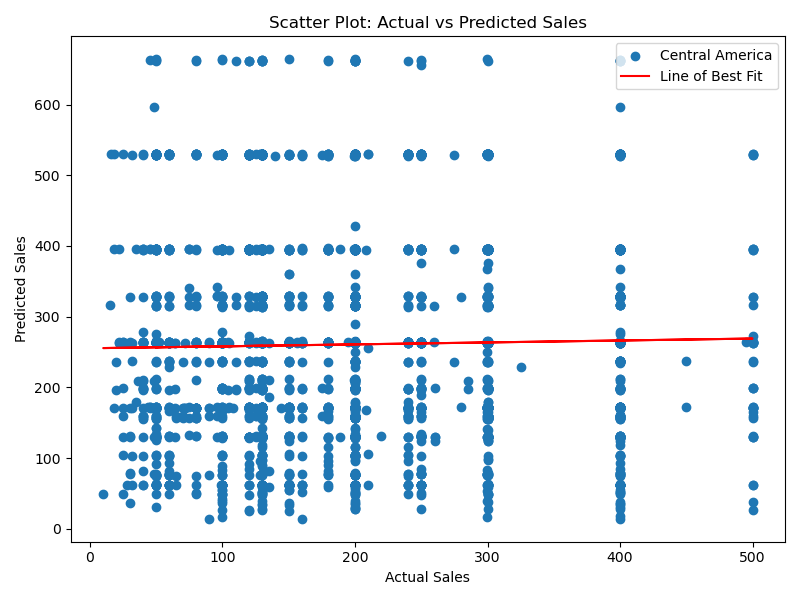 Scatter Plot: Actual vs Predicted Sales
Central America
Line of Best Fit
Predicted Sales
600
500
400
300
200
100
0
0 100 200 300 400 500
Actual Sales